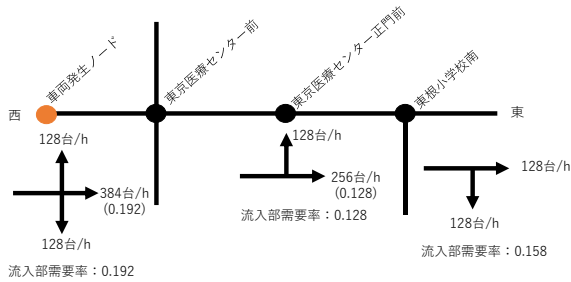 車両発生ノード
東京医療センター前
東京医療センター正門前
東根小学校南
西
東
128台/h
384台/h
(0.192)
128台/h
流入部需要率：0.192
128台/h
256台/h
(0.128)
流入部需要率：0.128
128台/h
128台/h
流入部需要率：0.158